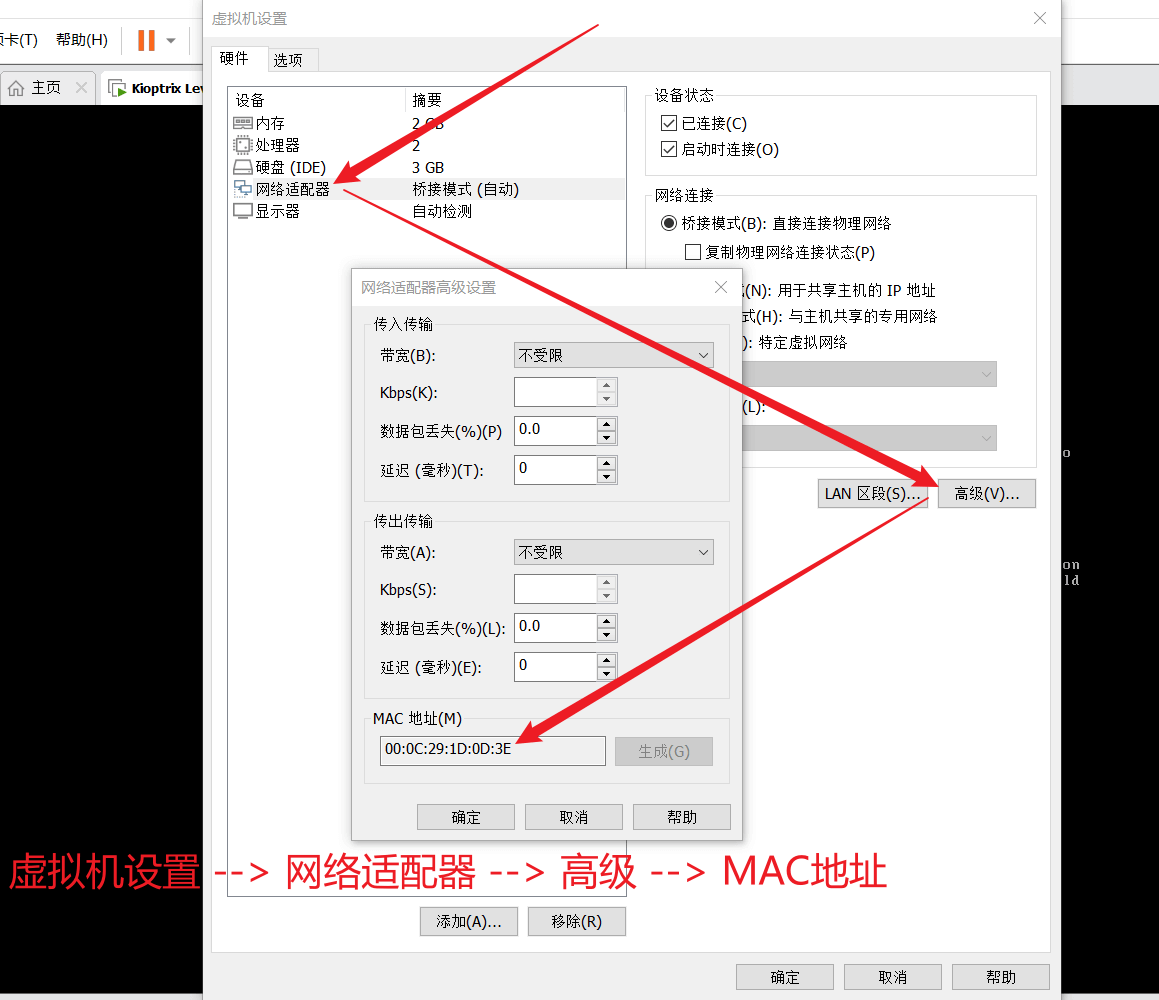 虚拟机设置
卡(T) 帮助(H)
硬件 选项
主页
Kioptrix Lev
设备 摘要
内存 2 GB
处理器 2
硬盘 (IDE) 3 GB
网络适配器 桥接模式 (自动)
显示器 自动检测
设备状态
已连接(C)
启动时连接(O)
网络连接
桥接模式(B): 直接连接物理网络
复制物理网络连接状态(P)
(N): 用于共享主机的 IP 地址
式(H): 与主机共享的专用网络
): 特定虚拟网络
(L):
LAN 区段(S)... 高级(V)...
网络适配器高级设置
传入传输
带宽(B): 不受限
Kbps(K):
数据包丢失(%)(P) 0.0
延迟 (毫秒)(T): 0
传出传输
带宽(A): 不受限
Kbps(S):
数据包丢失(%)(L): 0.0
延迟 (毫秒)(E): 0
MAC 地址(M)
00:0C:29:1D:0D:3E 生成(G)
确定 取消 帮助
o
on
ld
虚拟机设置 --> 网络适配器 --> 高级 --> MAC地址
添加(A)... 移除(R)
确定 取消 帮助